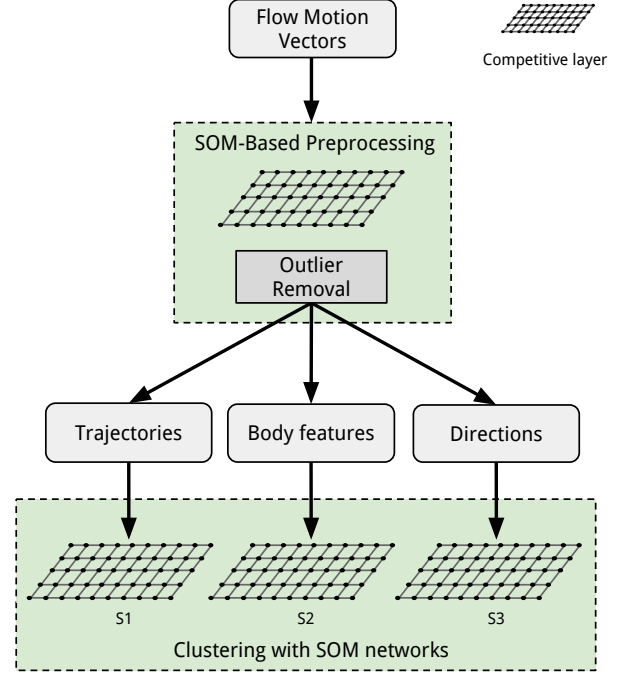 Flow Motion
Vectors
Competitive layer
SOM-Based Preprocessing
Outlier
Removal
Trajectories
Body features
Directions
S1
S2
S3
Clustering with SOM networks